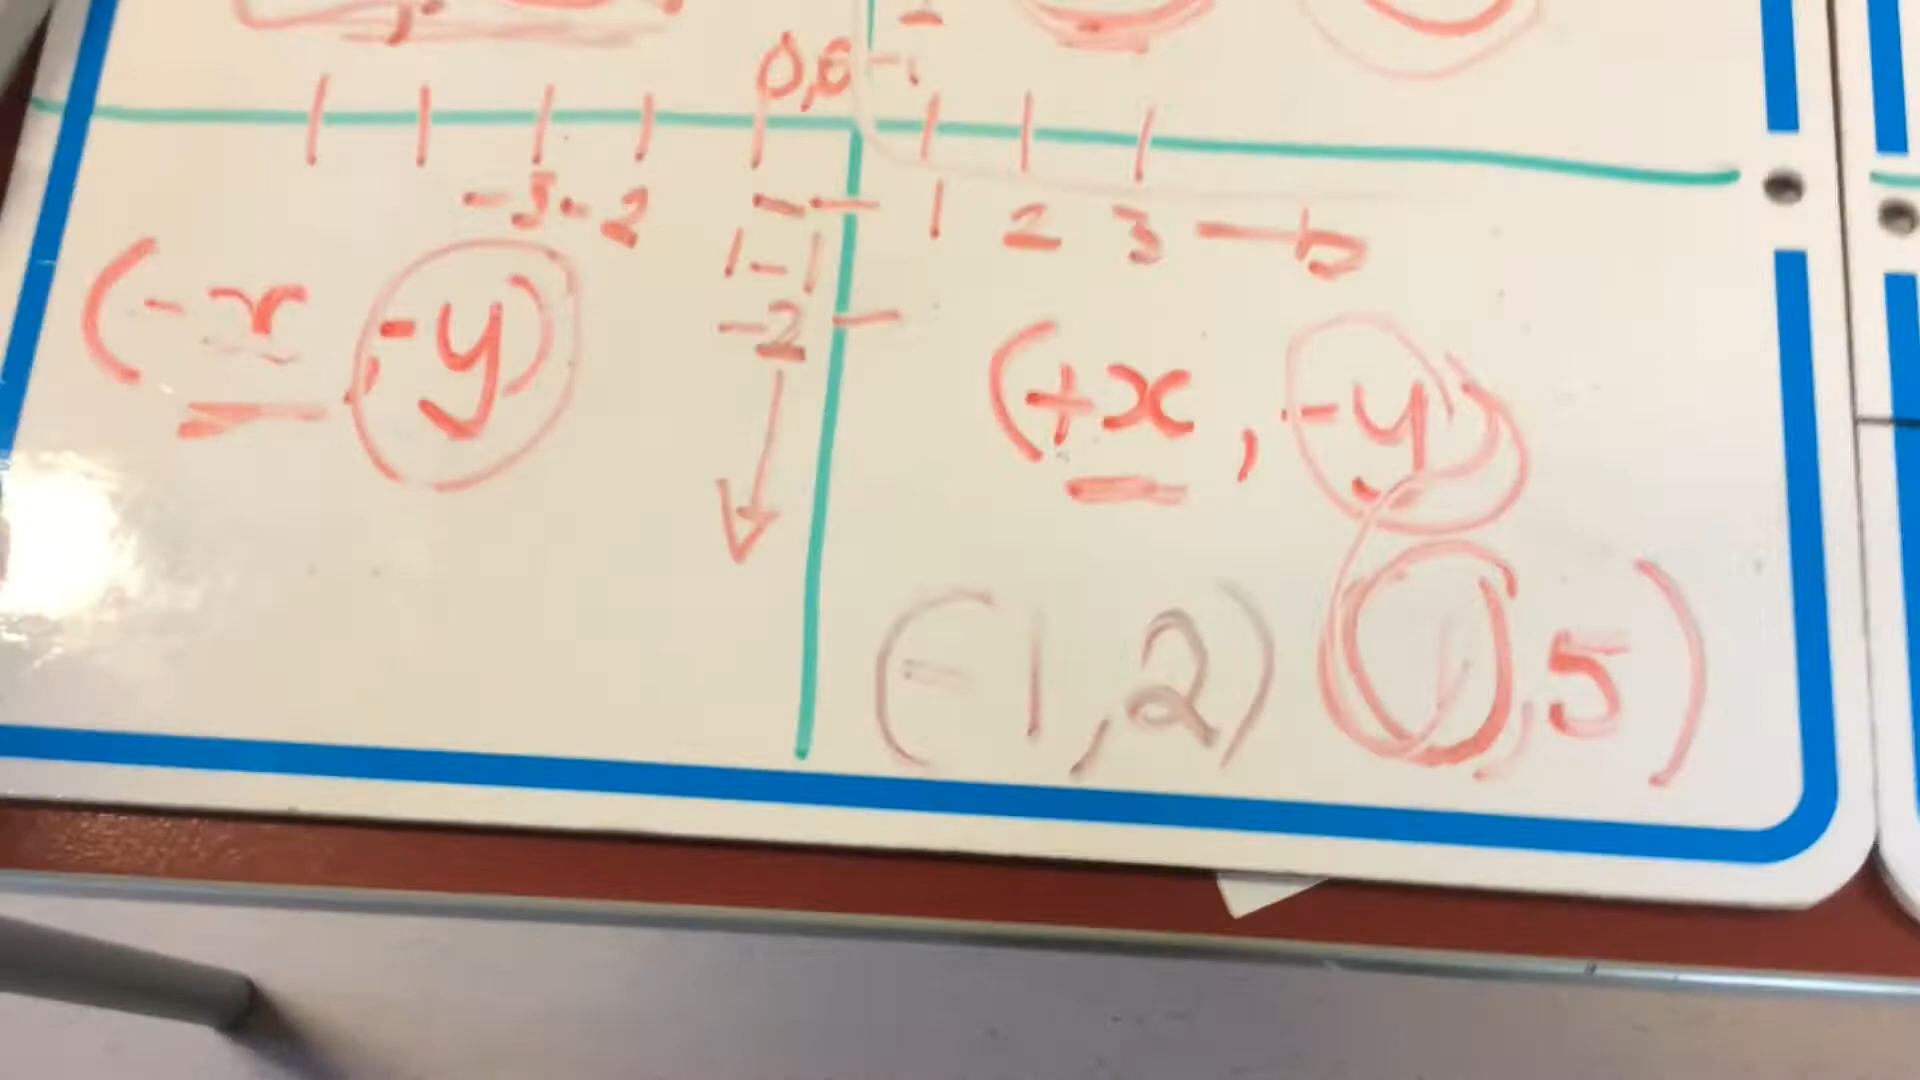 0,0
-3 -2 - 1 2 3
1 -1
-2
(-x, -y)
(+x, -y)
(-1,2) ( ,5)